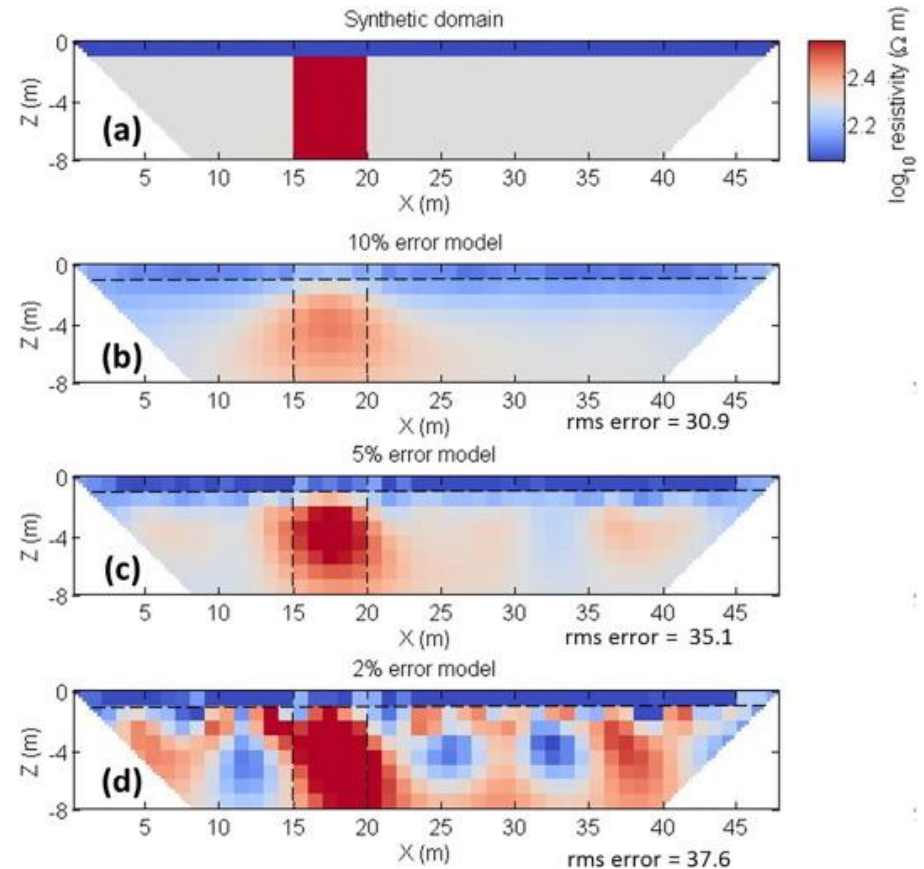 Synthetic domain
0
-4
-8
Z (m)
(a)
5 10 15 20 25 30 35 40 45
X (m)
2.4
2.2
log10 resistivity (Ω m)
10% error model
0
-4
-8
Z (m)
(b)
5 10 15 20 25 30 35 40 45
X (m)
rms error = 30.9
5% error model
0
-4
-8
Z (m)
(c)
5 10 15 20 25 30 35 40 45
X (m)
rms error = 35.1
2% error model
0
-4
-8
Z (m)
(d)
5 10 15 20 25 30 35 40 45
X (m)
rms error = 37.6